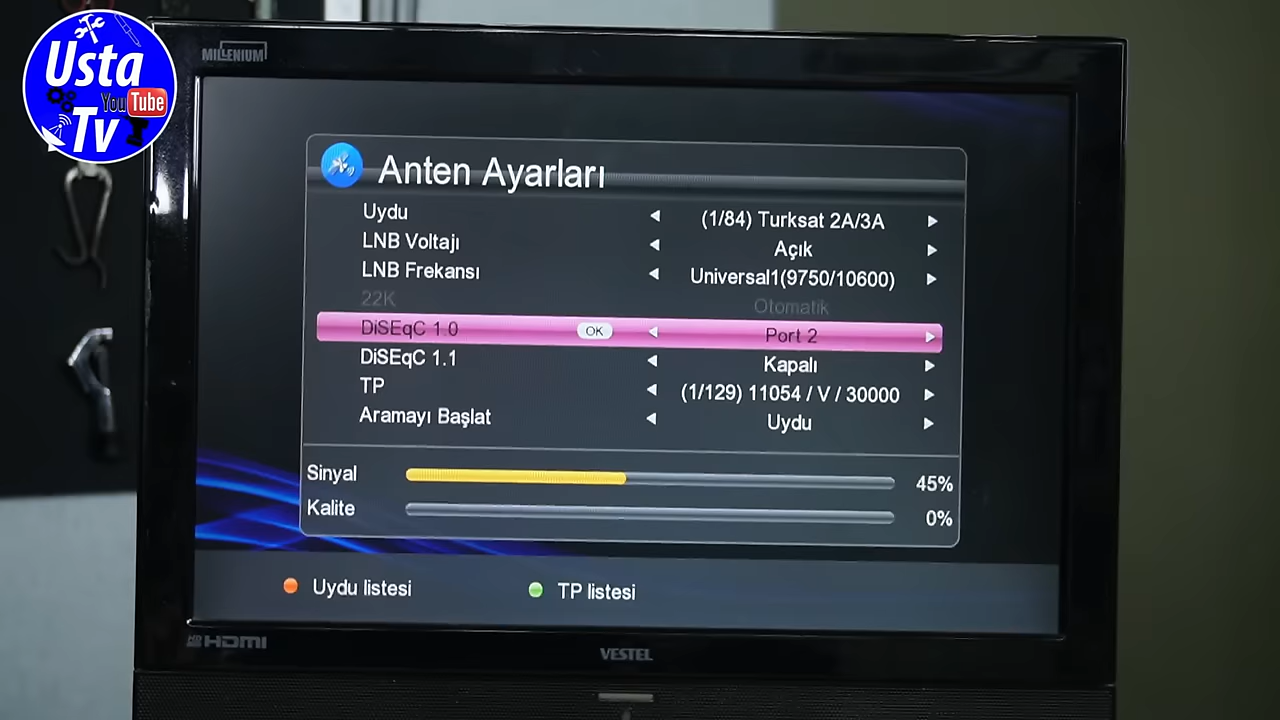 Usta
YouTube
Tv
MILLENIUM
Anten Ayarları
Uydu (1/84) Turksat 2A/3A
LNB Voltajı Açık
LNB Frekansı Universal1(9750/10600)
22K Otomatik
DiSEqC 1.0 OK Port 2
DiSEqC 1.1 Kapalı
TP (1/129) 11054 / V / 30000
Aramayı Başlat Uydu
Sinyal 45%
Kalite 0%
Uydu listesi TP listesi
HD HDMI
VESTEL